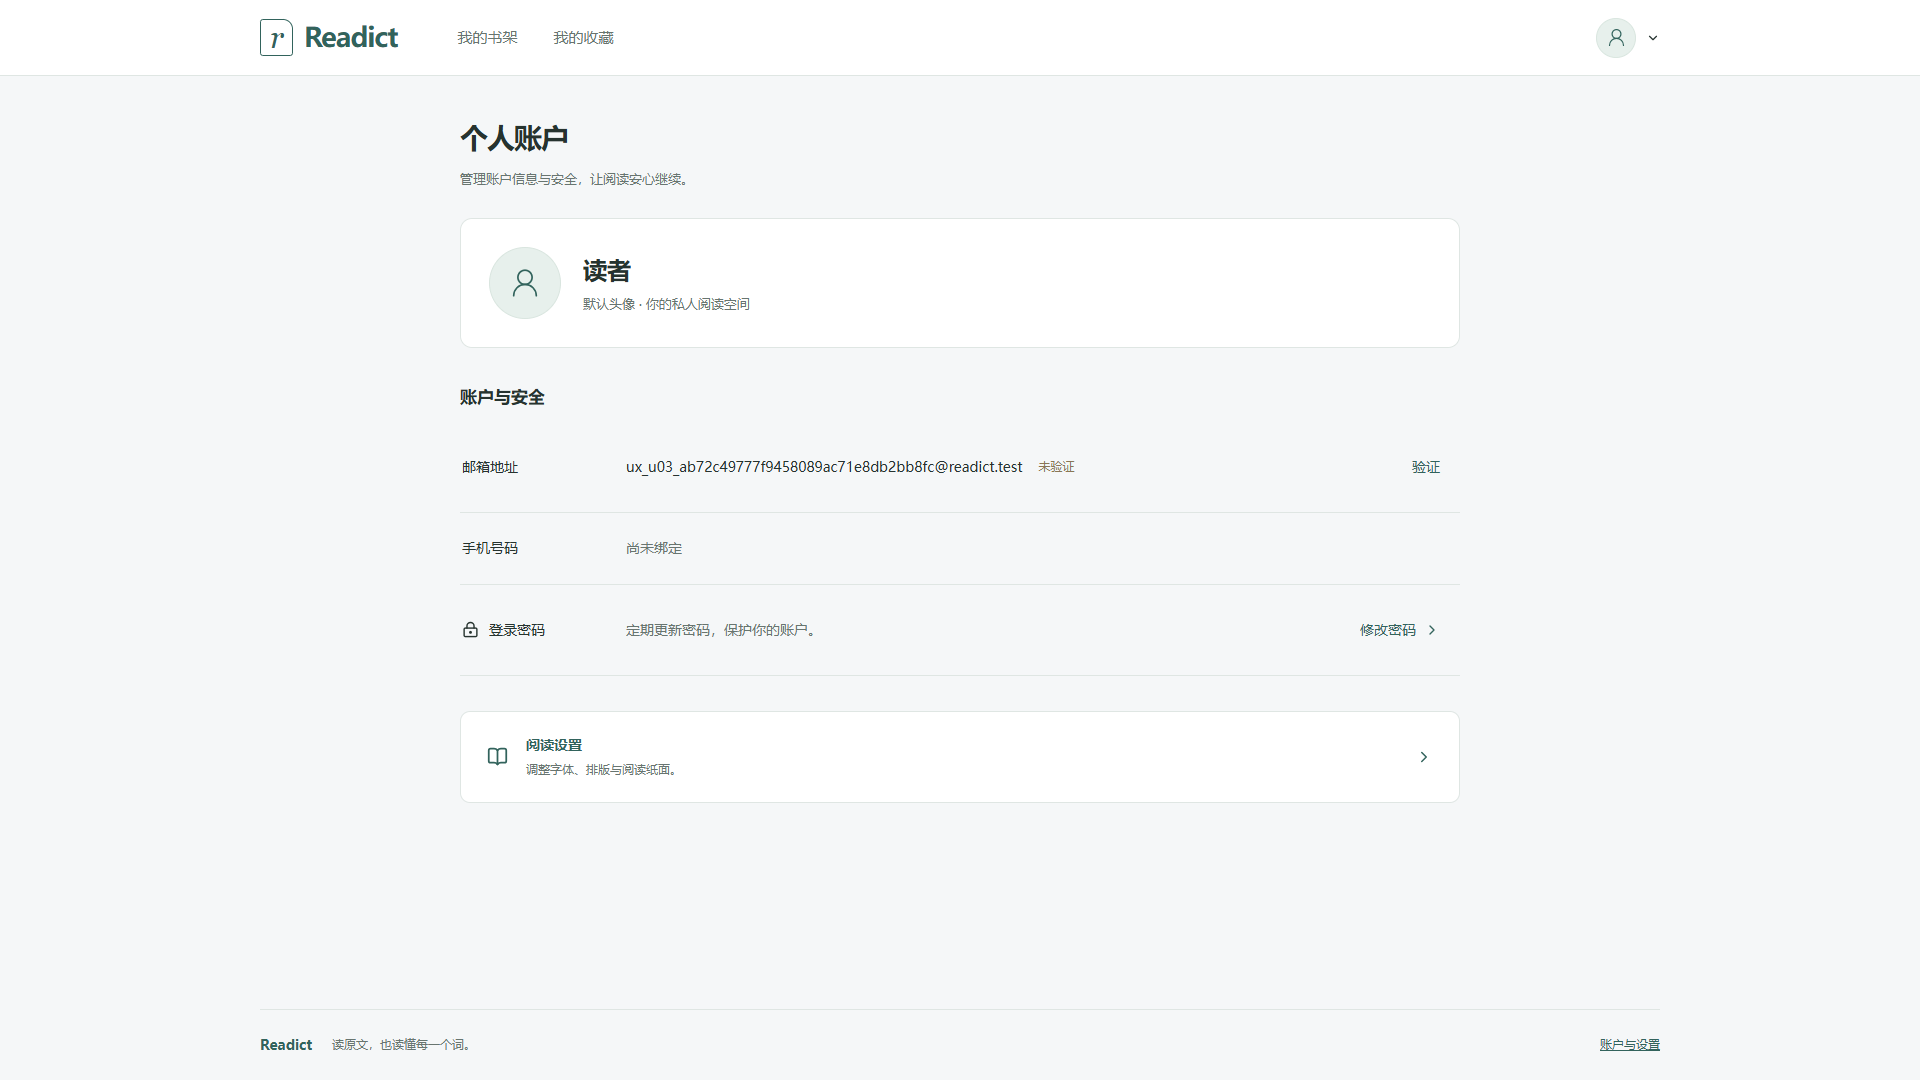 r Readict 我的书架 我的收藏
个人账户
管理账户信息与安全，让阅读安心继续。
读者
默认头像 · 你的私人阅读空间
账户与安全
邮箱地址 ux_u03_ab72c49777f9458089ac71e8db2bb8fc@readict.test 未验证 验证
手机号码 尚未绑定
登录密码 定期更新密码，保护你的账户。 修改密码
阅读设置
调整字体、排版与阅读纸面。
Readict 读原文，也读懂每一个词。 账户与设置